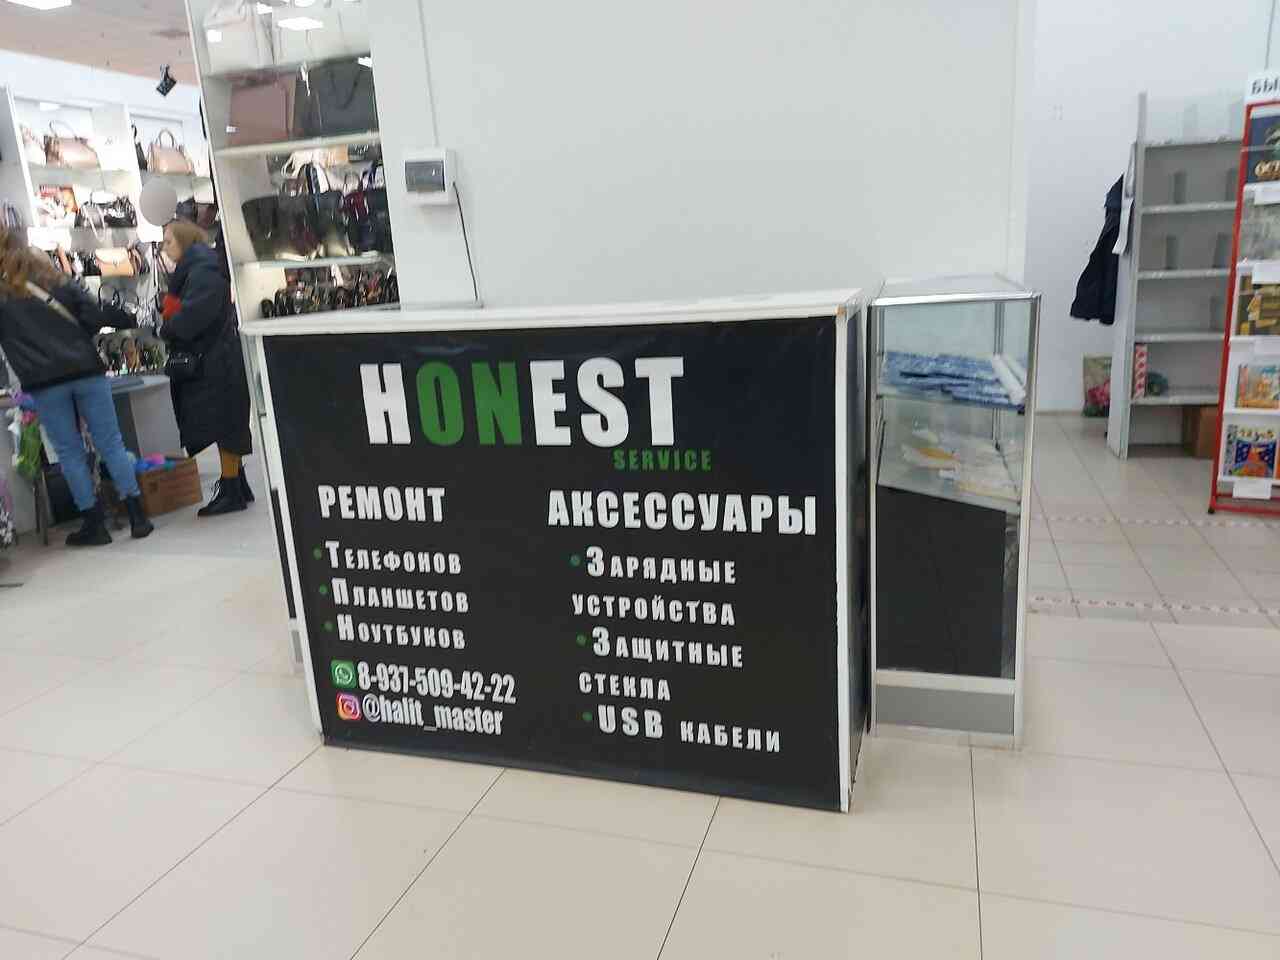 HONEST
SERVICE
РЕМОНТ
• Телефонов
• Планшетов
• Ноутбуков
8-937-509-42-22
@halit_master
АКСЕССУАРЫ
• Зарядные
устройства
• Защитные
стекла
• USB кабели